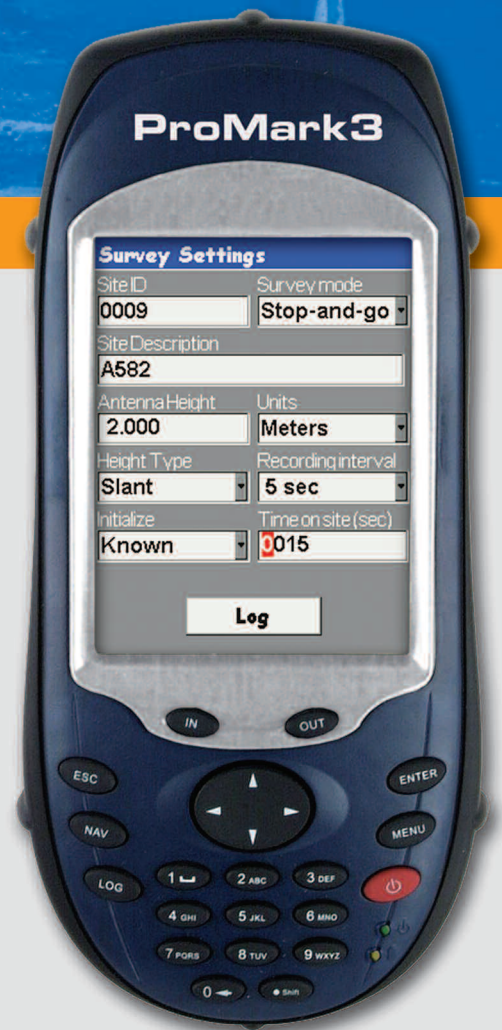 ProMark3
Survey Settings
Site ID Survey mode
0009 Stop-and-go
Site Description
A582
Antenna Height Units
2.000 Meters
Height Type Recording interval
Slant 5 sec
Initialize Time on site (sec)
Known 0015
Log
IN OUT
ESC ENTER
NAV MENU
LOG 1 2 ABC 3 DEF
4 GHI 5 JKL 6 MNO
7 PQRS 8 TUV 9 WXYZ
0 Shift